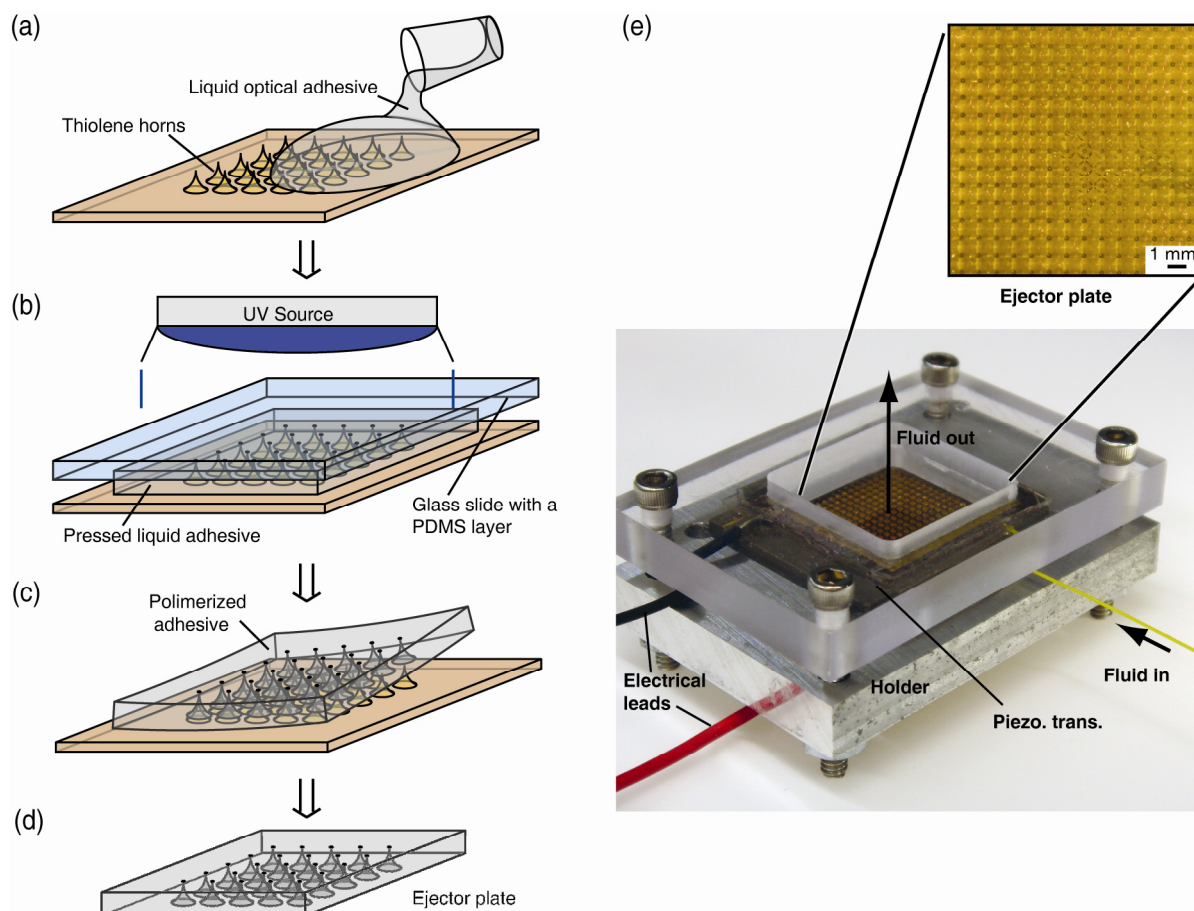 (a)
Liquid optical adhesive
Thiolene horns
(b)
UV Source
Glass slide with a
PDMS layer
Pressed liquid adhesive
(c)
Polimerized
adhesive
(d)
Ejector plate
(e)
1 mm
Ejector plate
Fluid out
Electrical
leads
Holder
Fluid In
Piezo. trans.